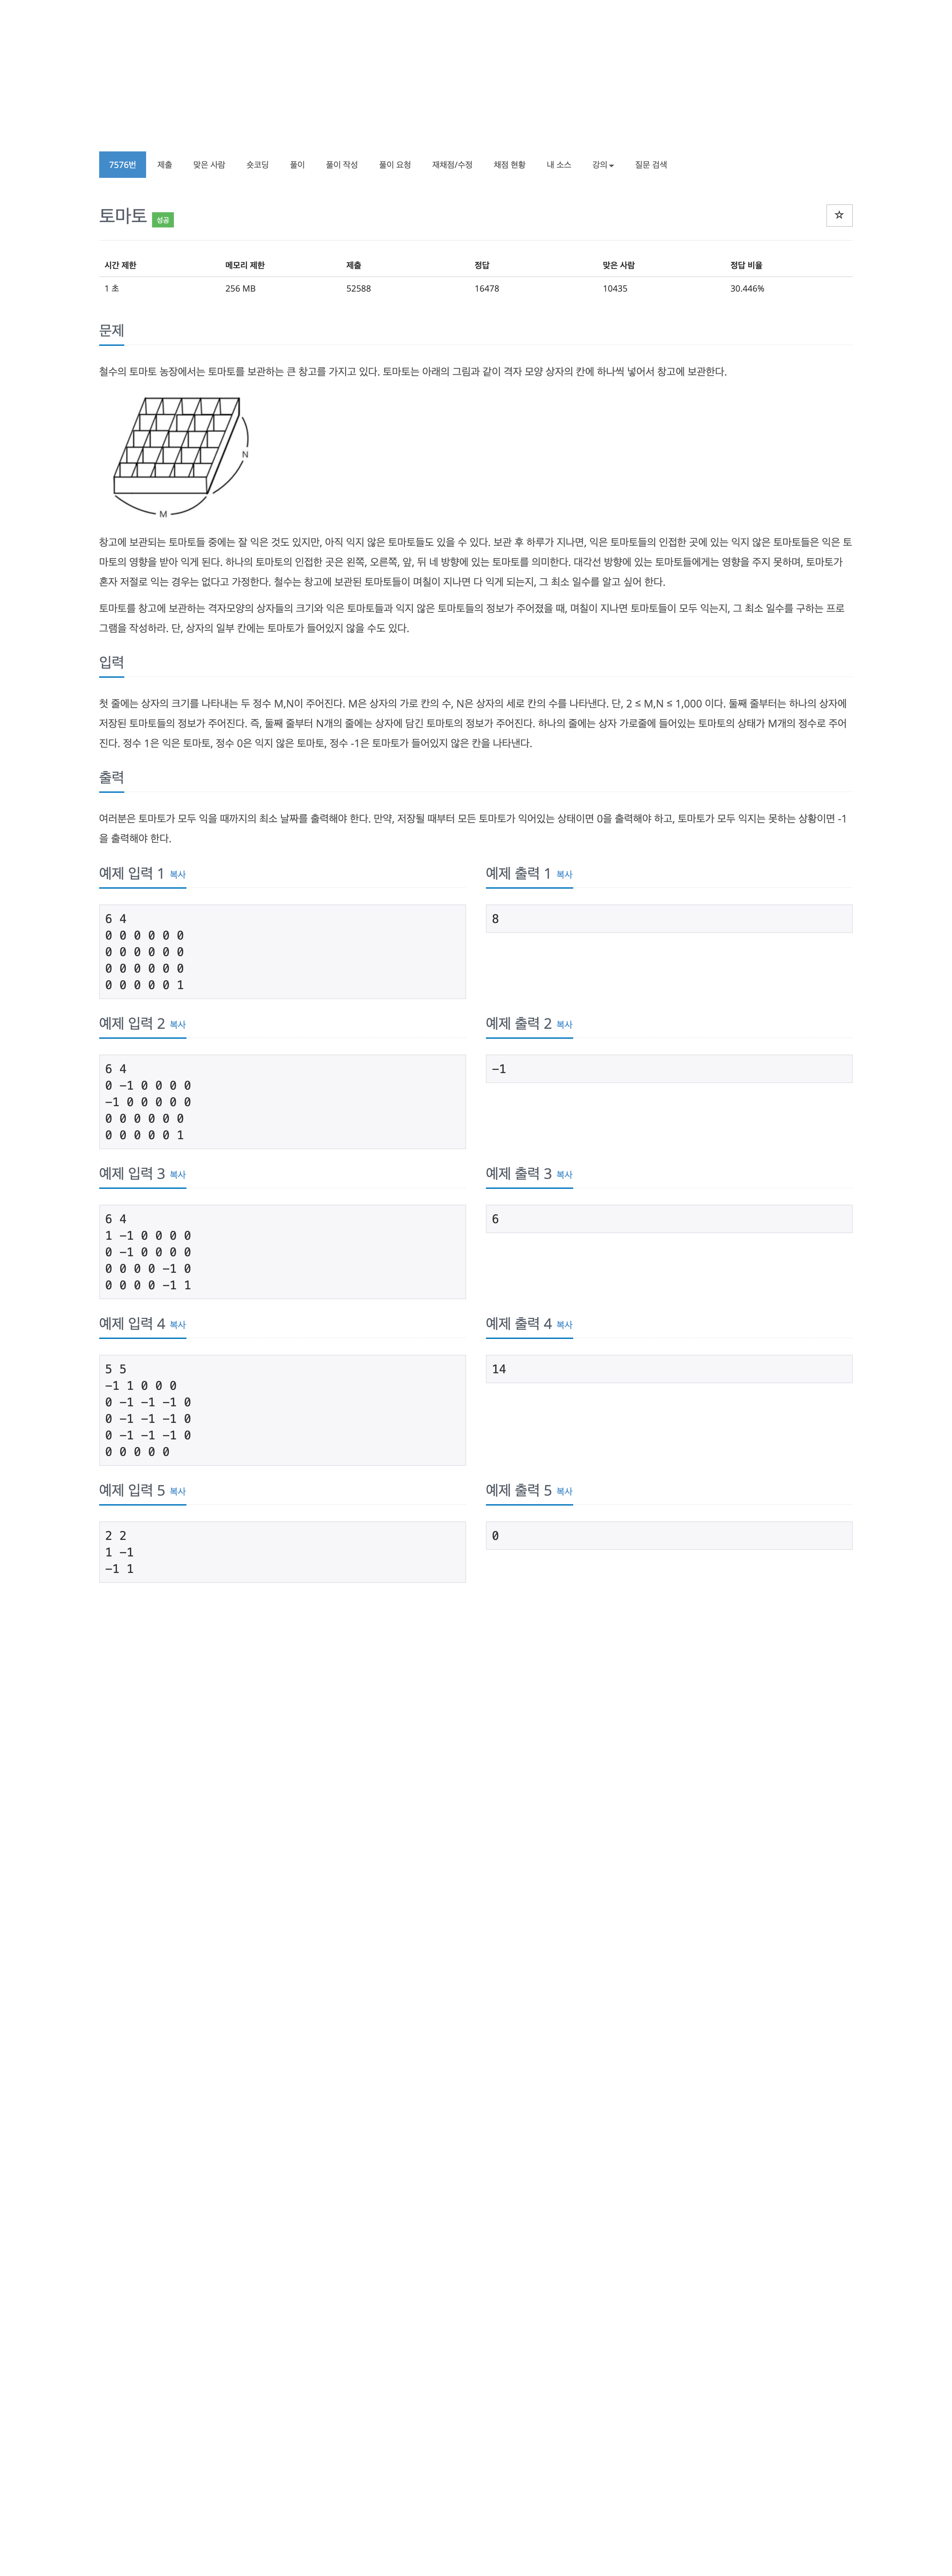 7576번 제출 맞은 사람 숏코딩 풀이 풀이 작성 풀이 요청 재채점/수정 채점 현황 내 소스 강의 질문 검색
토마토 성공
시간 제한 메모리 제한 제출 정답 맞은 사람 정답 비율
1 초 256 MB 52588 16478 10435 30.446%
문제
철수의 토마토 농장에서는 토마토를 보관하는 큰 창고를 가지고 있다. 토마토는 아래의 그림과 같이 격자 모양 상자의 칸에 하나씩 넣어서 창고에 보관한다.
N
M
창고에 보관되는 토마토들 중에는 잘 익은 것도 있지만, 아직 익지 않은 토마토들도 있을 수 있다. 보관 후 하루가 지나면, 익은 토마토들의 인접한 곳에 있는 익지 않은 토마토들은 익은 토
마토의 영향을 받아 익게 된다. 하나의 토마토의 인접한 곳은 왼쪽, 오른쪽, 앞, 뒤 네 방향에 있는 토마토를 의미한다. 대각선 방향에 있는 토마토들에게는 영향을 주지 못하며, 토마토가
혼자 저절로 익는 경우는 없다고 가정한다. 철수는 창고에 보관된 토마토들이 며칠이 지나면 다 익게 되는지, 그 최소 일수를 알고 싶어 한다.
토마토를 창고에 보관하는 격자모양의 상자들의 크기와 익은 토마토들과 익지 않은 토마토들의 정보가 주어졌을 때, 며칠이 지나면 토마토들이 모두 익는지, 그 최소 일수를 구하는 프로
그램을 작성하라. 단, 상자의 일부 칸에는 토마토가 들어있지 않을 수도 있다.
입력
첫 줄에는 상자의 크기를 나타내는 두 정수 M,N이 주어진다. M은 상자의 가로 칸의 수, N은 상자의 세로 칸의 수를 나타낸다. 단, 2 ≤ M,N ≤ 1,000 이다. 둘째 줄부터는 하나의 상자에
저장된 토마토들의 정보가 주어진다. 즉, 둘째 줄부터 N개의 줄에는 상자에 담긴 토마토의 정보가 주어진다. 하나의 줄에는 상자 가로줄에 들어있는 토마토의 상태가 M개의 정수로 주어
진다. 정수 1은 익은 토마토, 정수 0은 익지 않은 토마토, 정수 -1은 토마토가 들어있지 않은 칸을 나타낸다.
출력
여러분은 토마토가 모두 익을 때까지의 최소 날짜를 출력해야 한다. 만약, 저장될 때부터 모든 토마토가 익어있는 상태이면 0을 출력해야 하고, 토마토가 모두 익지는 못하는 상황이면 -1
을 출력해야 한다.
예제 입력 1 복사
6 4
0 0 0 0 0 0
0 0 0 0 0 0
0 0 0 0 0 0
0 0 0 0 0 1
예제 출력 1 복사
8
예제 입력 2 복사
6 4
0 -1 0 0 0 0
-1 0 0 0 0 0
0 0 0 0 0 0
0 0 0 0 0 1
예제 출력 2 복사
-1
예제 입력 3 복사
6 4
1 -1 0 0 0 0
0 -1 0 0 0 0
0 0 0 0 -1 0
0 0 0 0 -1 1
예제 출력 3 복사
6
예제 입력 4 복사
5 5
-1 1 0 0 0
0 -1 -1 -1 0
0 -1 -1 -1 0
0 -1 -1 -1 0
0 0 0 0 0
예제 출력 4 복사
14
예제 입력 5 복사
2 2
1 -1
-1 1
예제 출력 5 복사
0